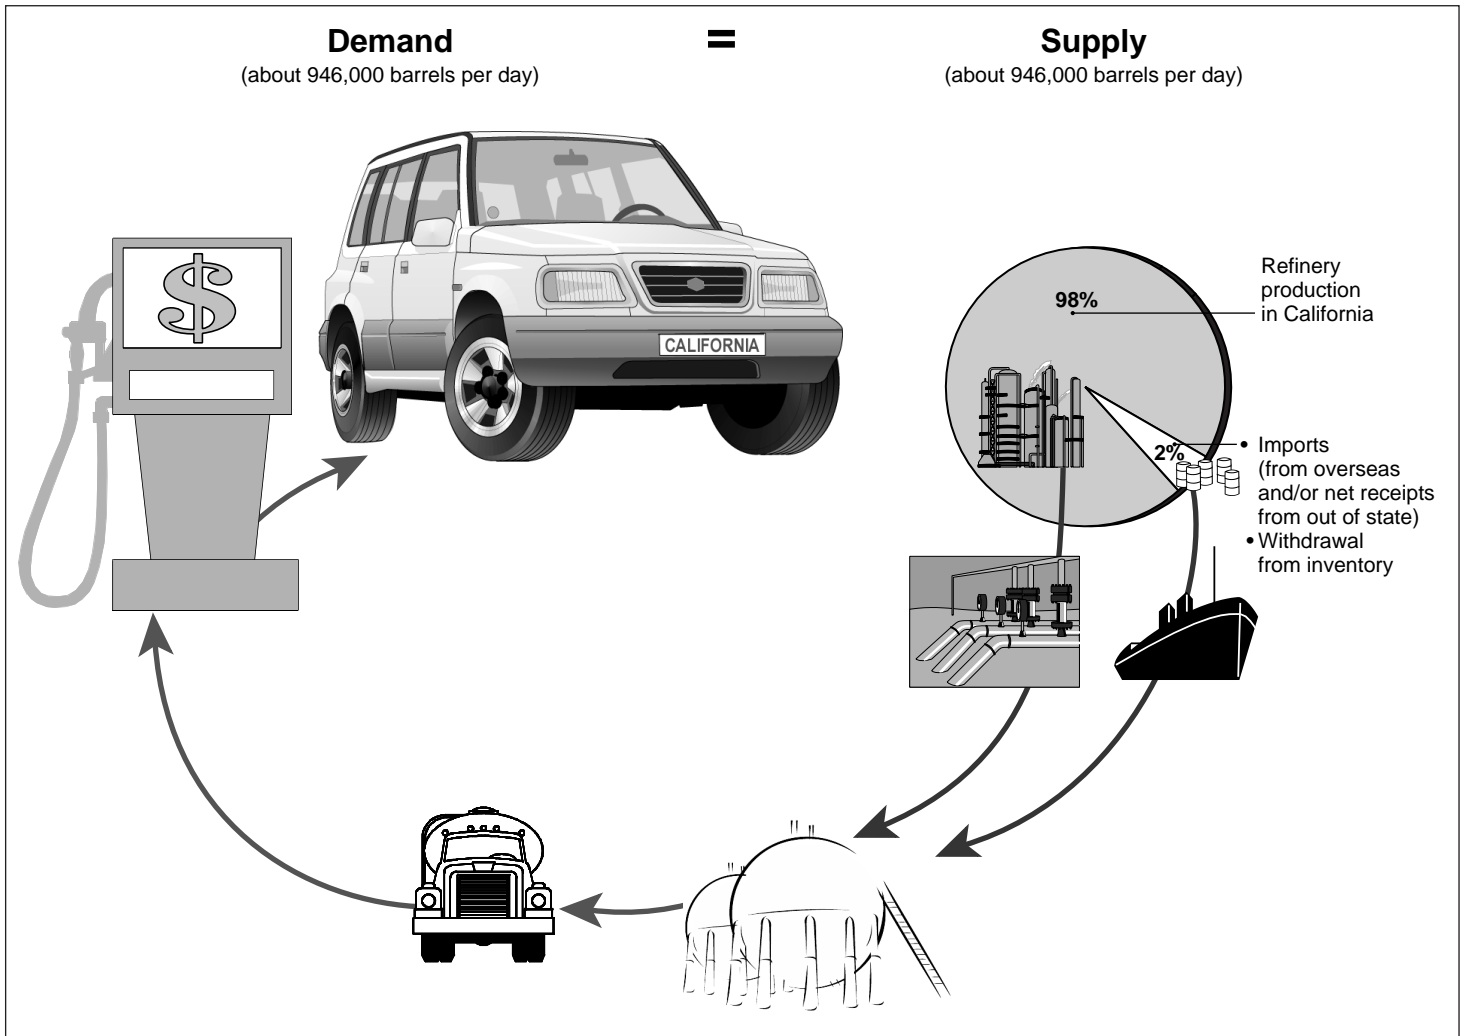 Demand
=
Supply
(about 946,000 barrels per day)
(about 946,000 barrels per day)
$
CALIFORNIA
98%
Refinery
production
in California
2%
• Imports
(from overseas
and/or net receipts
from out of state)
• Withdrawal
from inventory